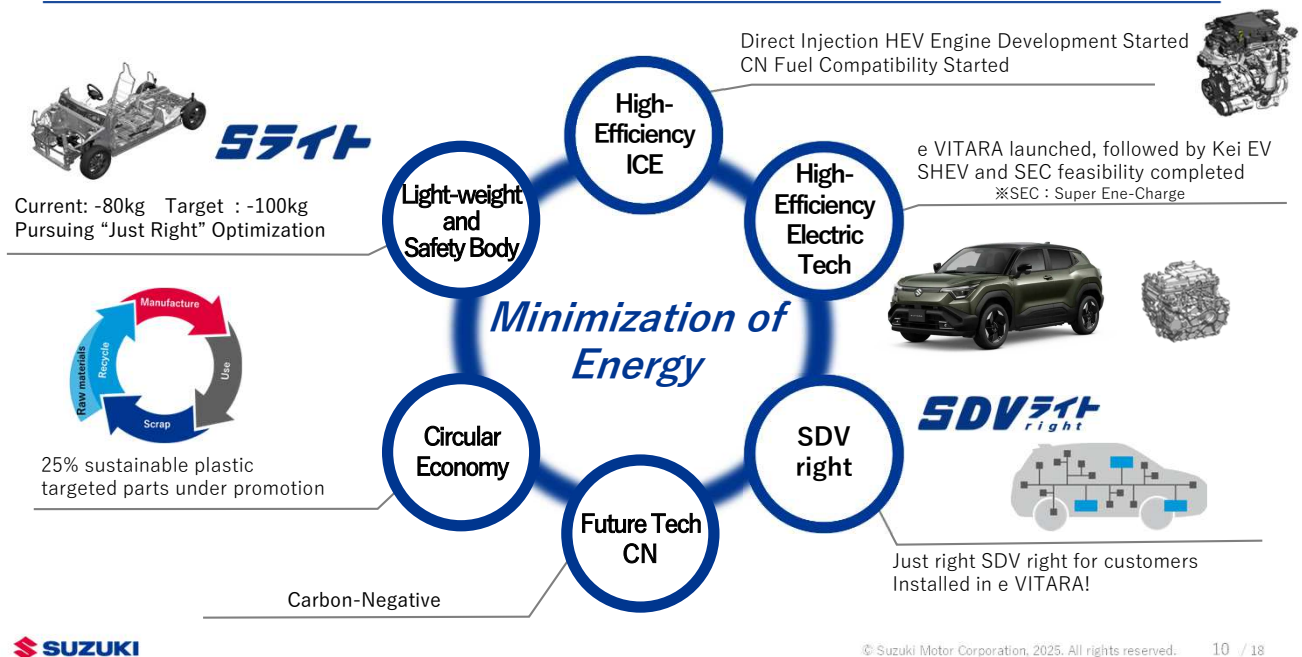 Direct Injection HEV Engine Development Started
CN Fuel Compatibility Started
High-
Efficiency
ICE
Sライト
Light-weight
and
Safety Body
Current: -80kg Target : -100kg
Pursuing “Just Right” Optimization
e VITARA launched, followed by Kei EV
SHEV and SEC feasibility completed
※SEC：Super Ene-Charge
High-
Efficiency
Electric
Tech
Minimization of
Energy
Manufacture
Use
Scrap
Recycle
Raw materials
25% sustainable plastic
targeted parts under promotion
Circular
Economy
SDVライト
right
SDV
right
Just right SDV right for customers
Installed in e VITARA!
Future Tech
CN
Carbon-Negative
SUZUKI
© Suzuki Motor Corporation, 2025. All rights reserved.
10 / 18